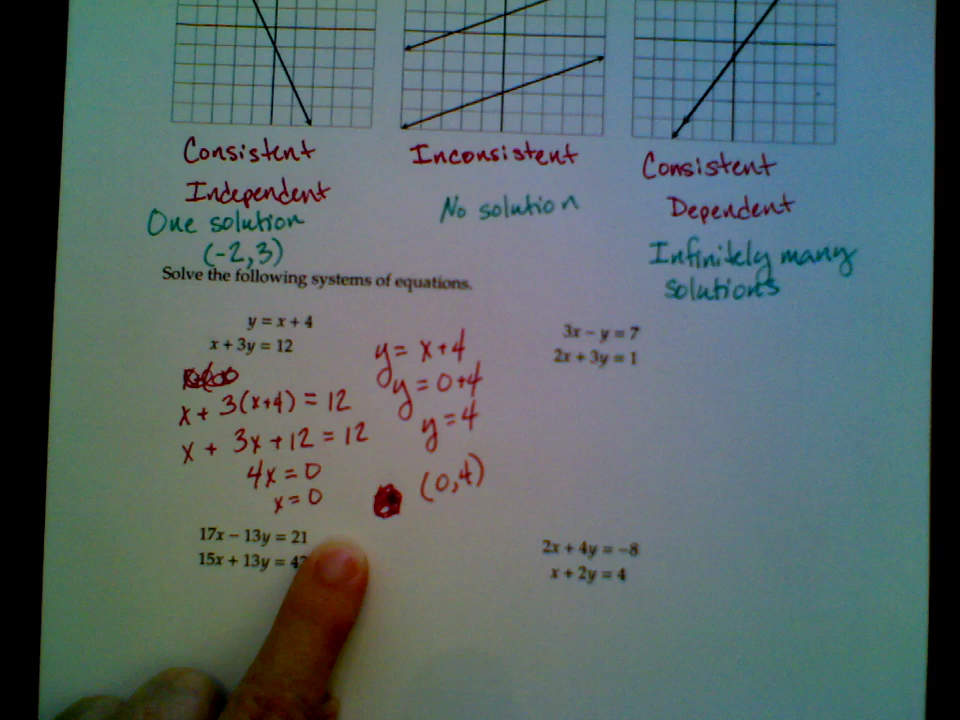 Consistent
Independent
One solution
(-2,3)
Inconsistent
No solution
Consistent
Dependent
Infinitely many
solutions
Solve the following systems of equations.
y = x + 4
x + 3y = 12
x + 3(x+4) = 12
x + 3x + 12 = 12
4x = 0
x = 0
y = x + 4
y = 0 + 4
y = 4
(0,4)
3x − y = 7
2x + 3y = 1
17x − 13y = 21
15x + 13y =
2x + 4y = −8
x + 2y = 4